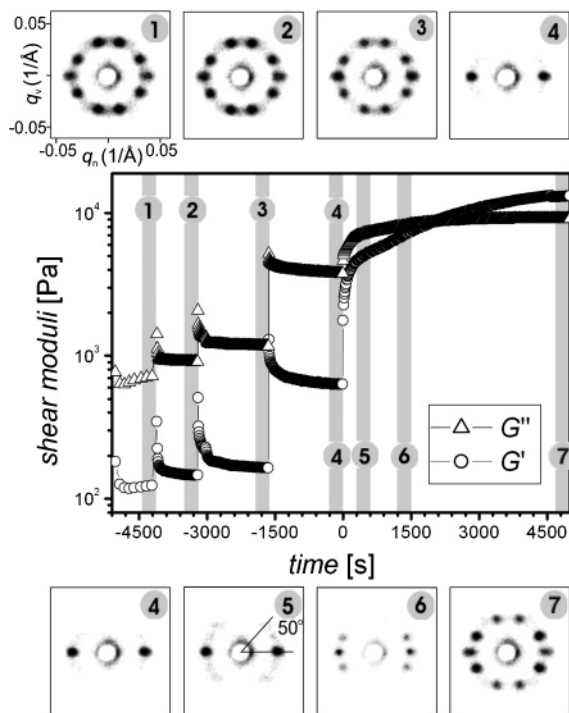 0.05
0
-0.05
qᵥ (1/Å)
-0.05 0 0.05
qₙ (1/Å)
1 2 3 4
shear moduli [Pa]
10⁴
10³
10²
1 2 3 4
4 5 6 7
G"
G'
-4500 -3000 -1500 0 1500 3000 4500
time [s]
4 5 6 7
50°